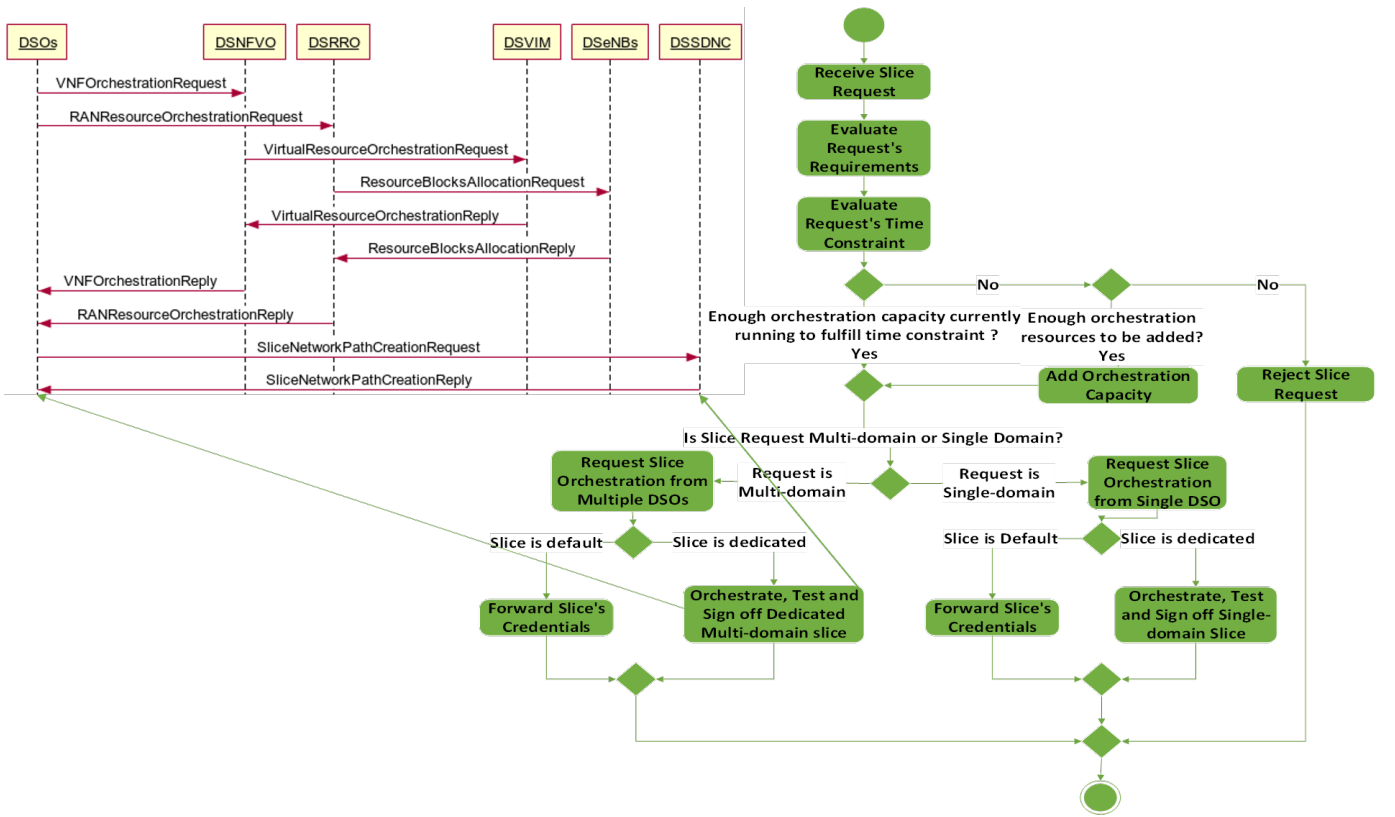 DSOs
DSNFVO
DSRRO
DSVIM
DSeNBs
DSSDNC
VNFOrchestrationRequest
RANResourceOrchestrationRequest
VirtualResourceOrchestrationRequest
ResourceBlocksAllocationRequest
VirtualResourceOrchestrationReply
ResourceBlocksAllocationReply
VNFOrchestrationReply
RANResourceOrchestrationReply
SliceNetworkPathCreationRequest
SliceNetworkPathCreationReply
Receive Slice
Request
Evaluate
Request's
Requirements
Evaluate
Request's Time
Constraint
No
No
Enough orchestration capacity currently
running to fulfill time constraint ?
Yes
Enough orchestration
resources to be added?
Yes
Add Orchestration
Capacity
Reject Slice
Request
Is Slice Request Multi-domain or Single Domain?
Request Slice
Orchestration from
Multiple DSOs
Request is
Multi-domain
Request is
Single-domain
Request Slice
Orchestration
from Single DSO
Slice is default
Slice is dedicated
Slice is Default
Slice is dedicated
Forward Slice's
Credentials
Orchestrate, Test and
Sign off Dedicated
Multi-domain slice
Forward Slice's
Credentials
Orchestrate, Test
and Sign off Single-
domain Slice